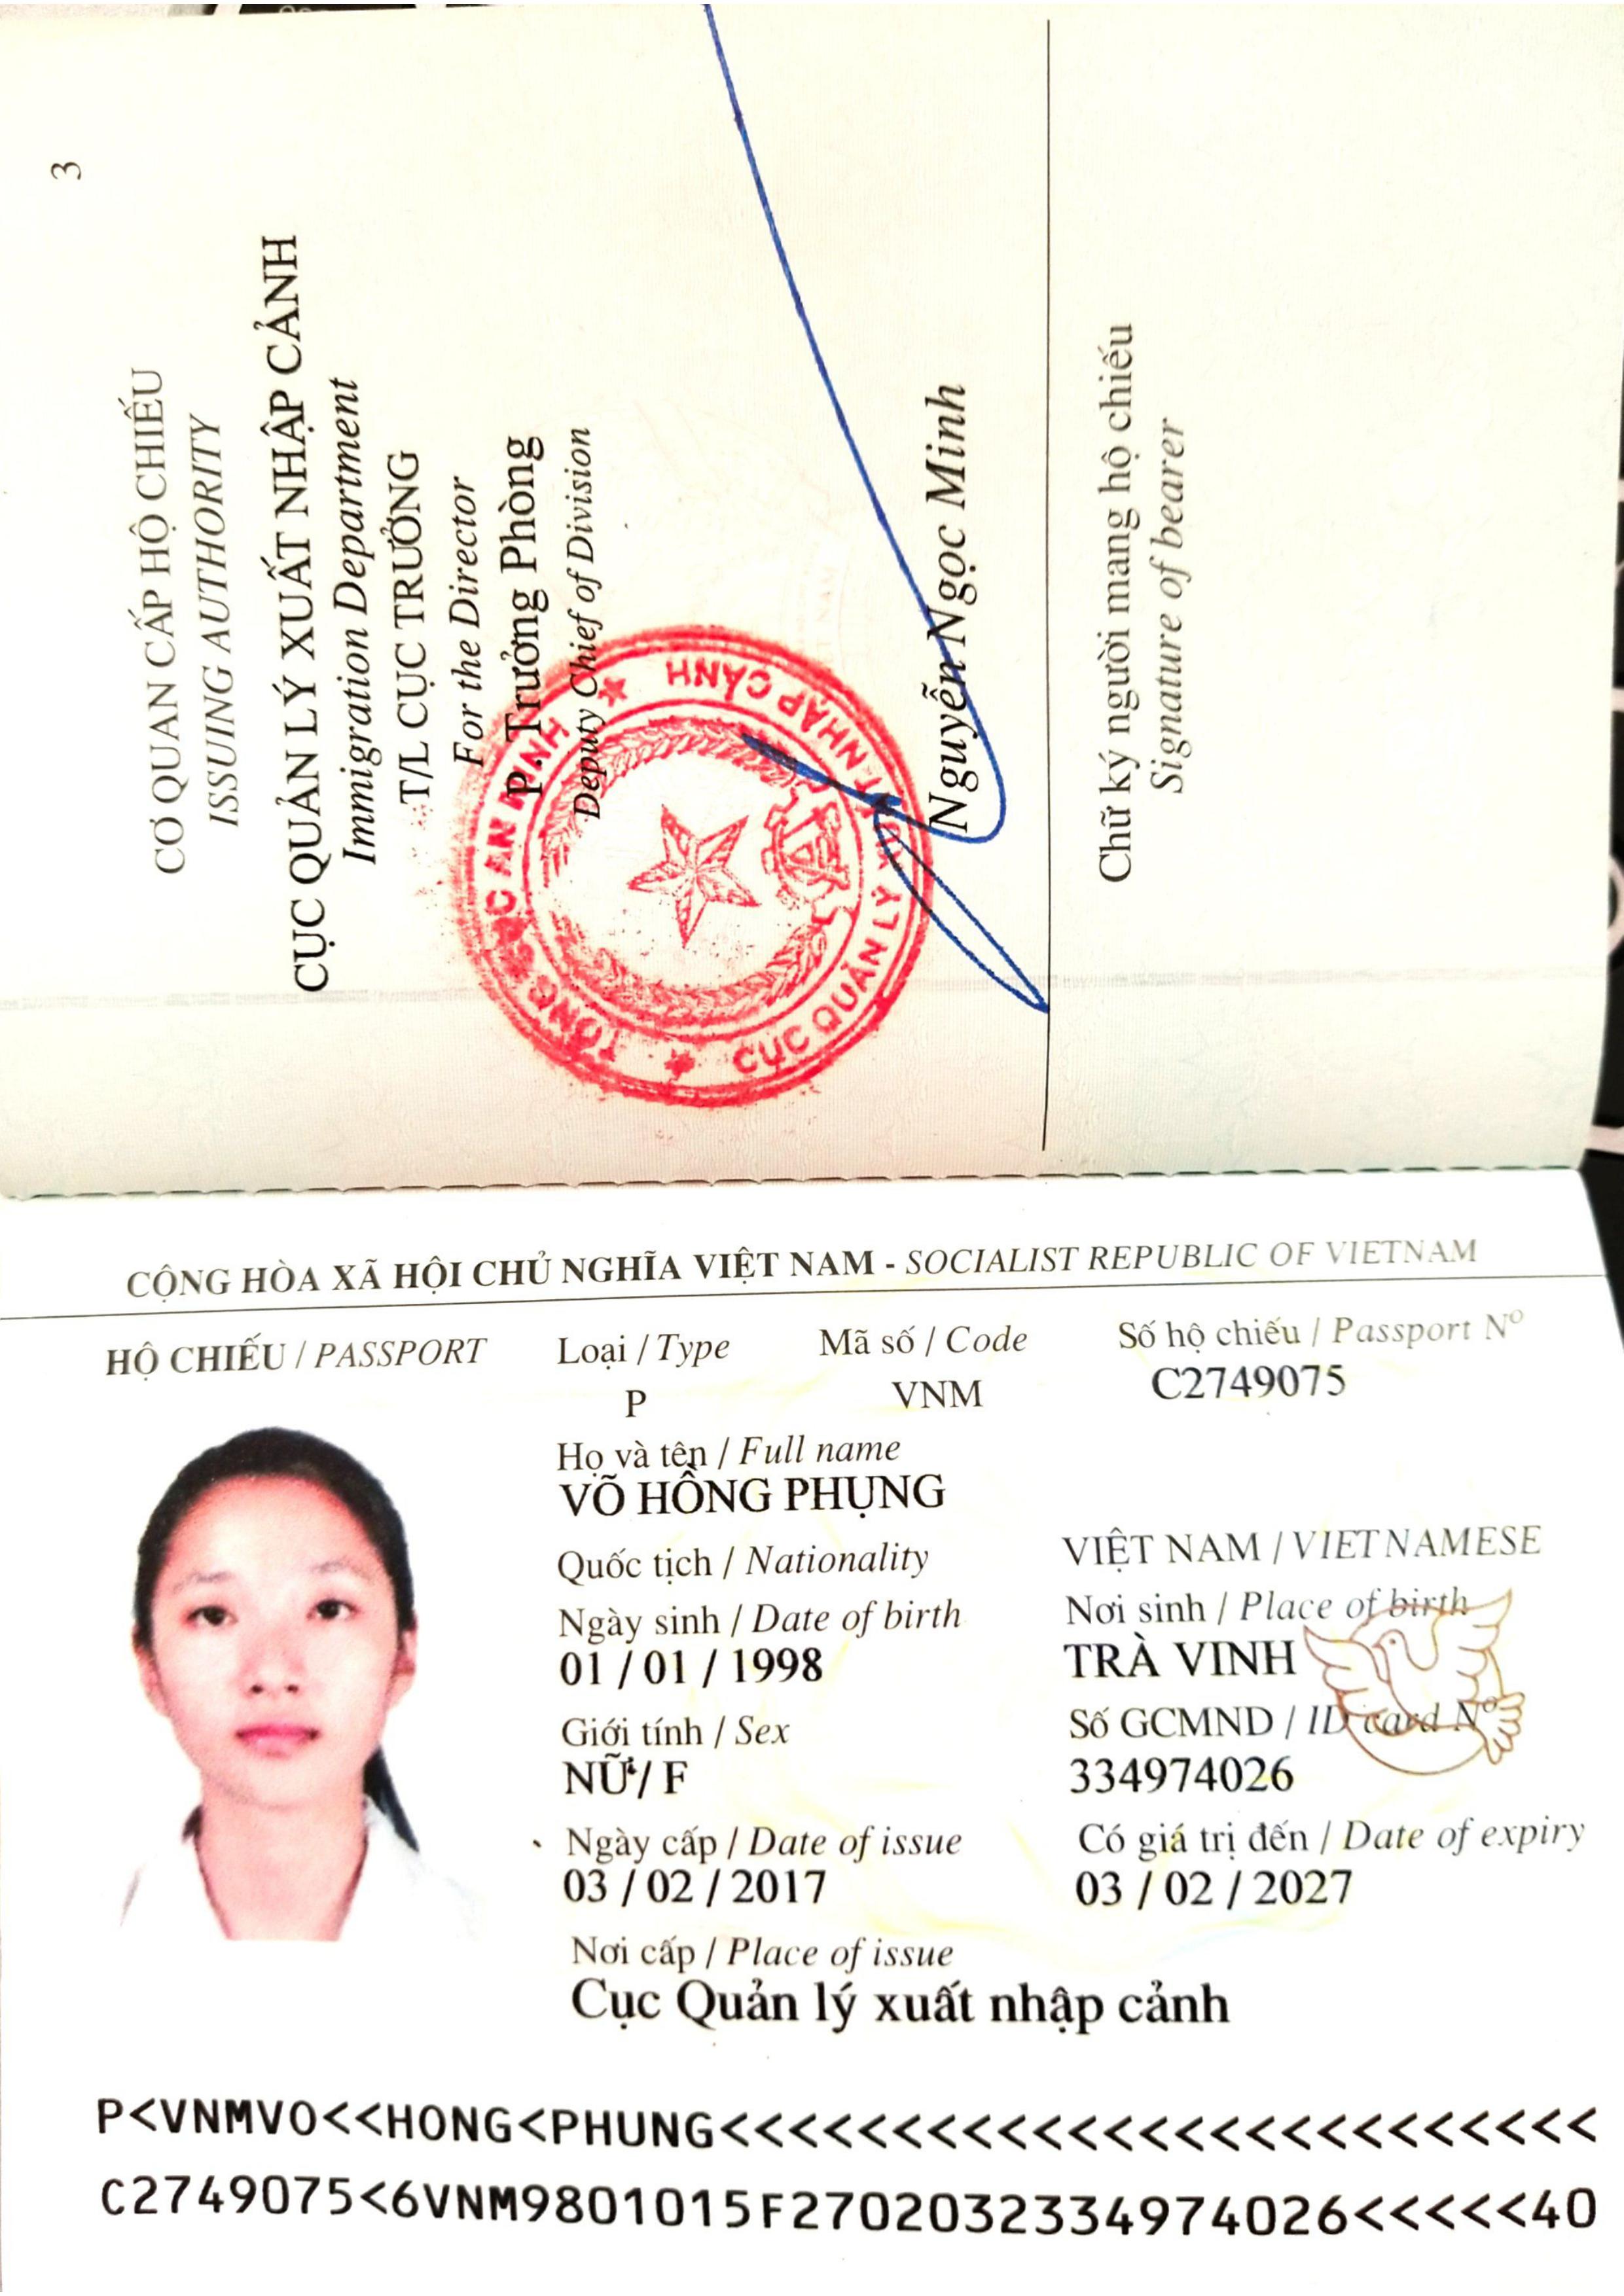 3
CƠ QUAN CẤP HỘ CHIẾU
ISSUING AUTHORITY
CỤC QUẢN LÝ XUẤT NHẬP CẢNH
Immigration Department
T/L CỤC TRƯỞNG
For the Director
P. Trưởng Phòng
Deputy Chief of Division
TỔNG CỤC AN NINH
CỤC QUẢN LÝ XUẤT NHẬP CẢNH
Nguyễn Ngọc Minh
Chữ ký người mang hộ chiếu
Signature of bearer
CỘNG HÒA XÃ HỘI CHỦ NGHĨA VIỆT NAM - SOCIALIST REPUBLIC OF VIETNAM
HỘ CHIẾU / PASSPORT Loại / Type Mã số / Code Số hộ chiếu / Passport Nº
P VNM C2749075
Họ và tên / Full name
VÕ HỒNG PHỤNG
Quốc tịch / Nationality VIỆT NAM / VIETNAMESE
Ngày sinh / Date of birth Nơi sinh / Place of birth
01 / 01 / 1998 TRÀ VINH
Giới tính / Sex Số GCMND / ID card Nº
NỮ / F 334974026
Ngày cấp / Date of issue Có giá trị đến / Date of expiry
03 / 02 / 2017 03 / 02 / 2027
Nơi cấp / Place of issue
Cục Quản lý xuất nhập cảnh
P<VNMVO<<HONG<PHUNG<<<<<<<<<<<<<<<<<<<<<<<<<
C2749075<6VNM9801015F2702032334974026<<<<<40